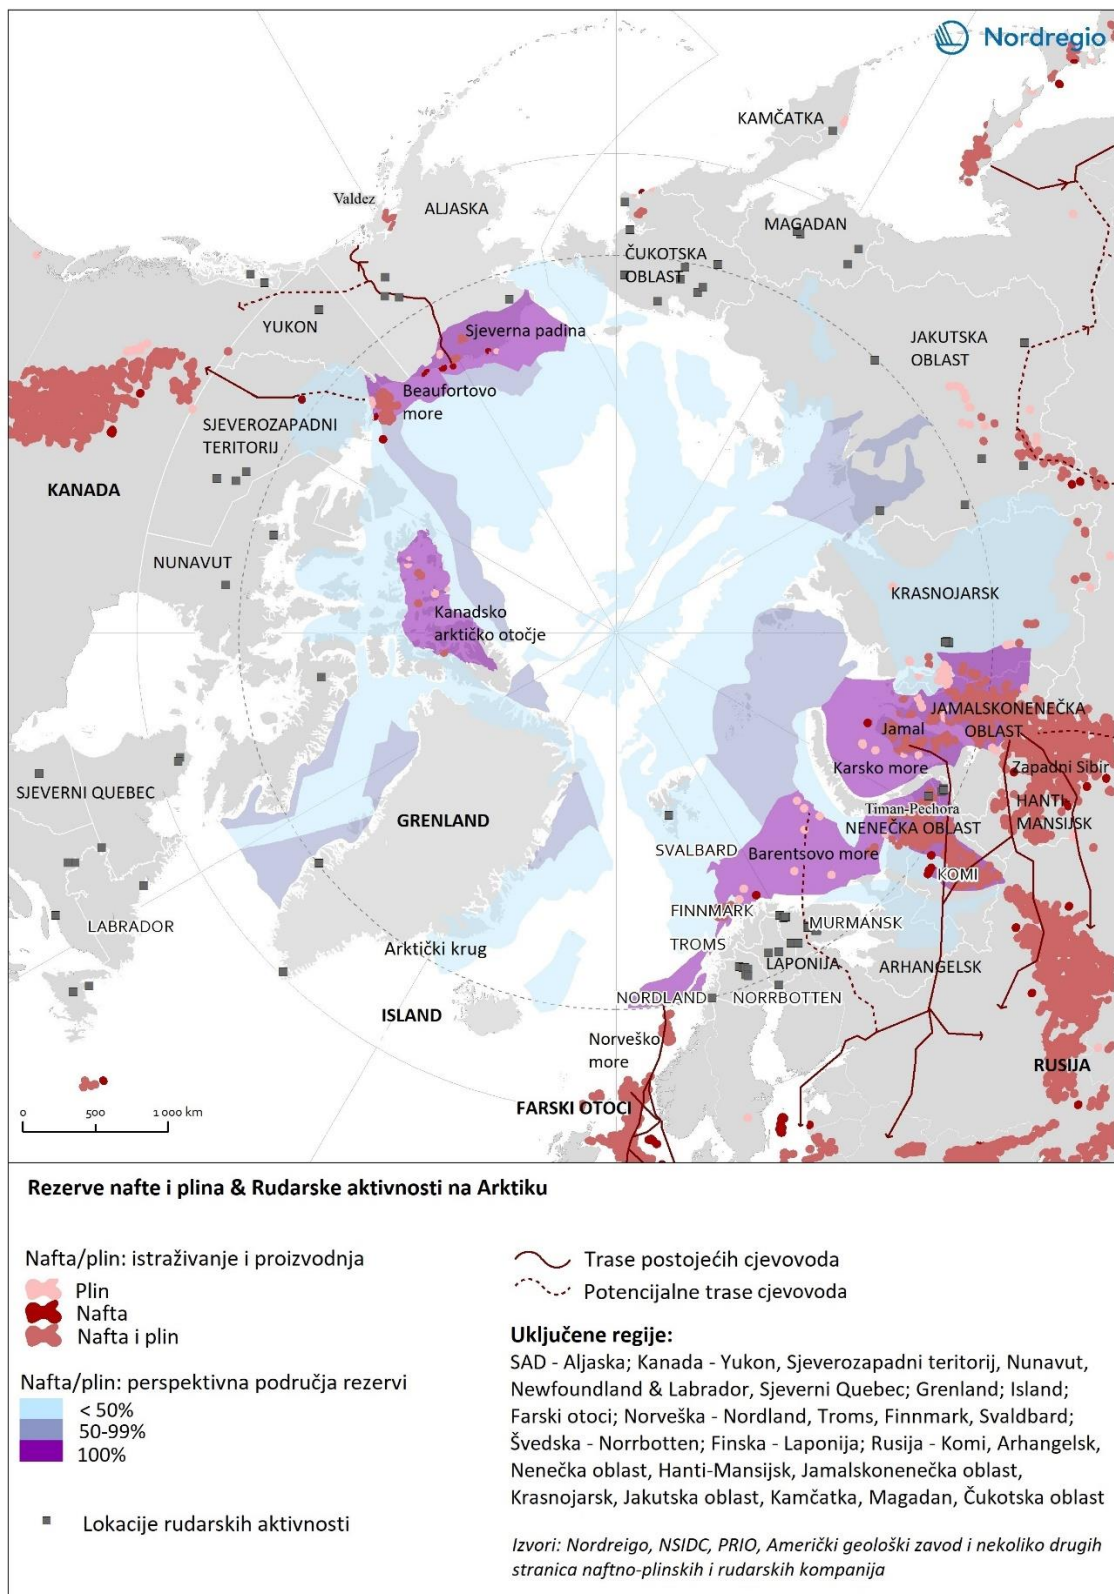 Nordregio
KAMČATKA
Valdez
ALJASKA
MAGADAN
ČUKOTSKA
OBLAST
YUKON
Sjeverna padina
JAKUTSKA
OBLAST
Beaufortovo
more
SJEVEROZAPADNI
TERITORIJ
KANADA
NUNAVUT
KRASNOJARSK
Kanadsko
arktičko otočje
JAMALSKONENEČKA
OBLAST
Jamal
Karsko more
Zapadni Sibir
SJEVERNI QUEBEC
HANTI
MANSIJSK
Timan-Pechora
GRENLAND
NENEČKA OBLAST
SVALBARD
Barentsovo more
KOMI
FINNMARK
MURMANSK
LABRADOR
TROMS
Arktički krug
LAPONIJA
ARHANGELSK
NORDLAND
NORRBOTTEN
ISLAND
Norveško
more
RUSIJA
FARSKI OTOCI
0 500 1 000 km
Rezerve nafte i plina & Rudarske aktivnosti na Arktiku
Nafta/plin: istraživanje i proizvodnja
Plin
Nafta
Nafta i plin
Nafta/plin: perspektivna područja rezervi
< 50%
50-99%
100%
Lokacije rudarskih aktivnosti
Trase postojećih cjevovoda
Potencijalne trase cjevovoda
Uključene regije:
SAD - Aljaska; Kanada - Yukon, Sjeverozapadni teritorij, Nunavut,
Newfoundland & Labrador, Sjeverni Quebec; Grenland; Island;
Farski otoci; Norveška - Nordland, Troms, Finnmark, Svaldbard;
Švedska - Norrbotten; Finska - Laponija; Rusija - Komi, Arhangelsk,
Nenečka oblast, Hanti-Mansijsk, Jamalskonenečka oblast,
Krasnojarsk, Jakutska oblast, Kamčatka, Magadan, Čukotska oblast
Izvori: Nordreigo, NSIDC, PRIO, Američki geološki zavod i nekoliko drugih
stranica naftno-plinskih i rudarskih kompanija